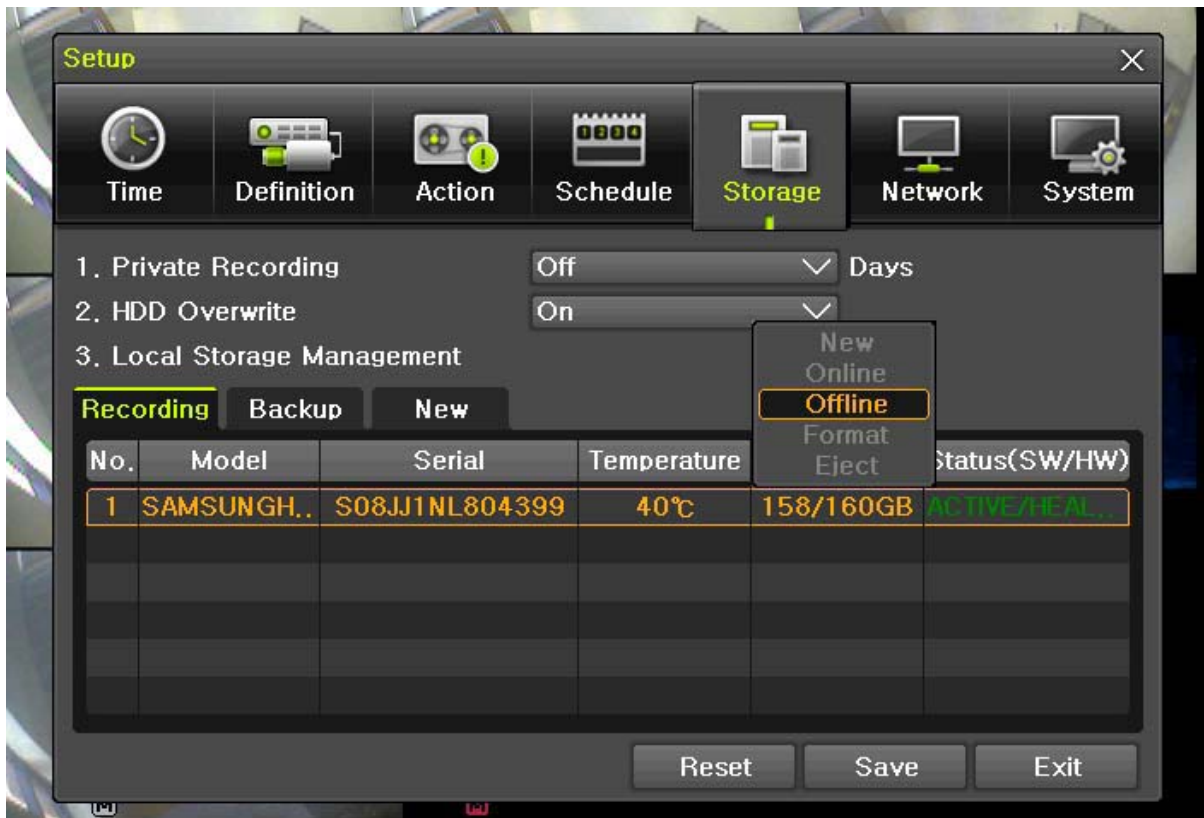 Setup
Time Definition Action Schedule Storage Network System
1. Private Recording Off Days
2. HDD Overwrite On
3. Local Storage Management
New
Online
Offline
Format
Eject
Recording Backup New
No. Model Serial Temperature Status(SW/HW)
1 SAMSUNGH.. S08JJ1NL804399 40℃ 158/160GB ACTIVE/HEAL..
Reset Save Exit
M